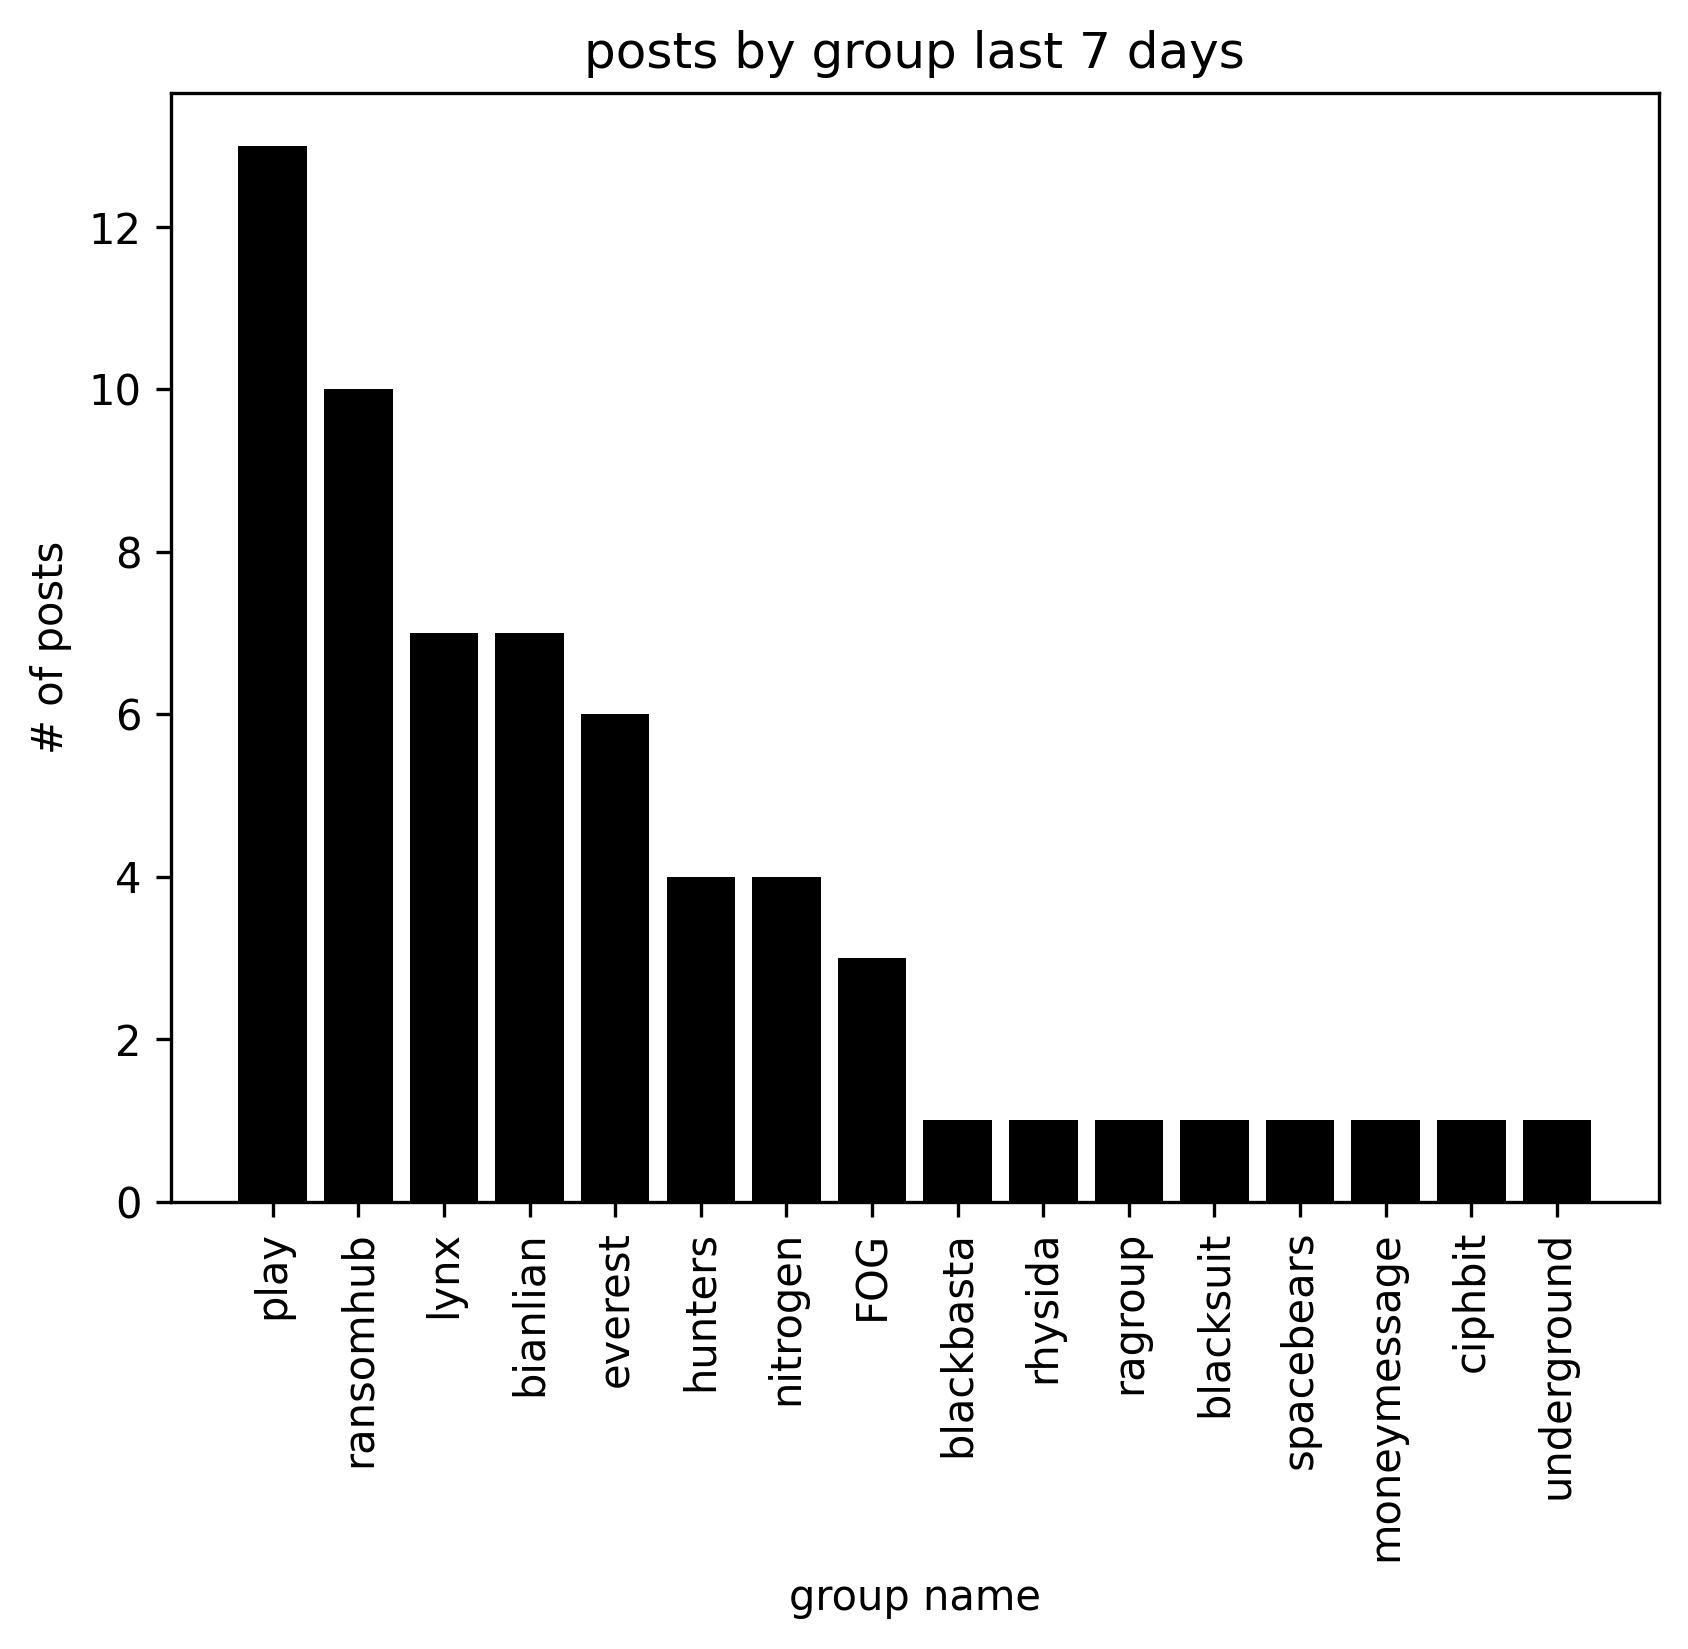 posts by group last 7 days
# of posts
12
10
8
6
4
2
0
play
ransomhub
lynx
bianlian
everest
hunters
nitrogen
FOG
blackbasta
rhysida
ragroup
blacksuit
spacebears
moneymessage
ciphbit
underground
group name